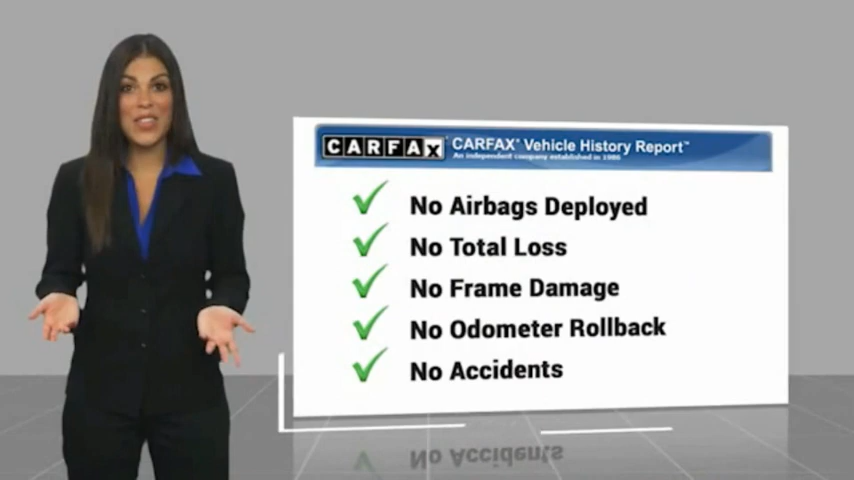 CARFAX CARFAX® Vehicle History Report™
An independent company established in 1986
No Airbags Deployed
No Total Loss
No Frame Damage
No Odometer Rollback
No Accidents
No Accidents